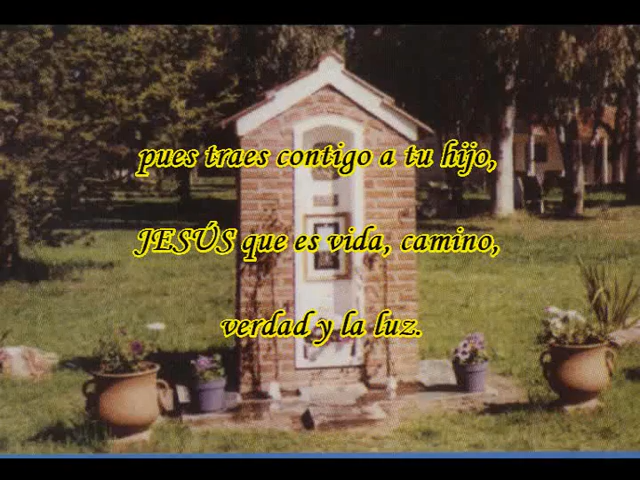 pues traes contigo a tu hijo,
JESÚS que es vida, camino,
verdad y la luz.